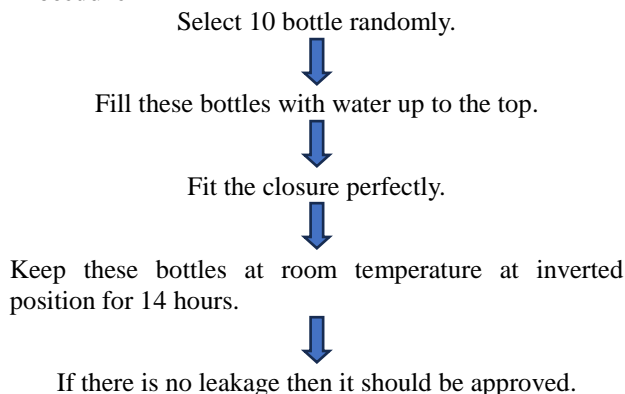 Select 10 bottle randomly.
Fill these bottles with water up to the top.
Fit the closure perfectly.
Keep these bottles at room temperature at inverted
position for 14 hours.
If there is no leakage then it should be approved.